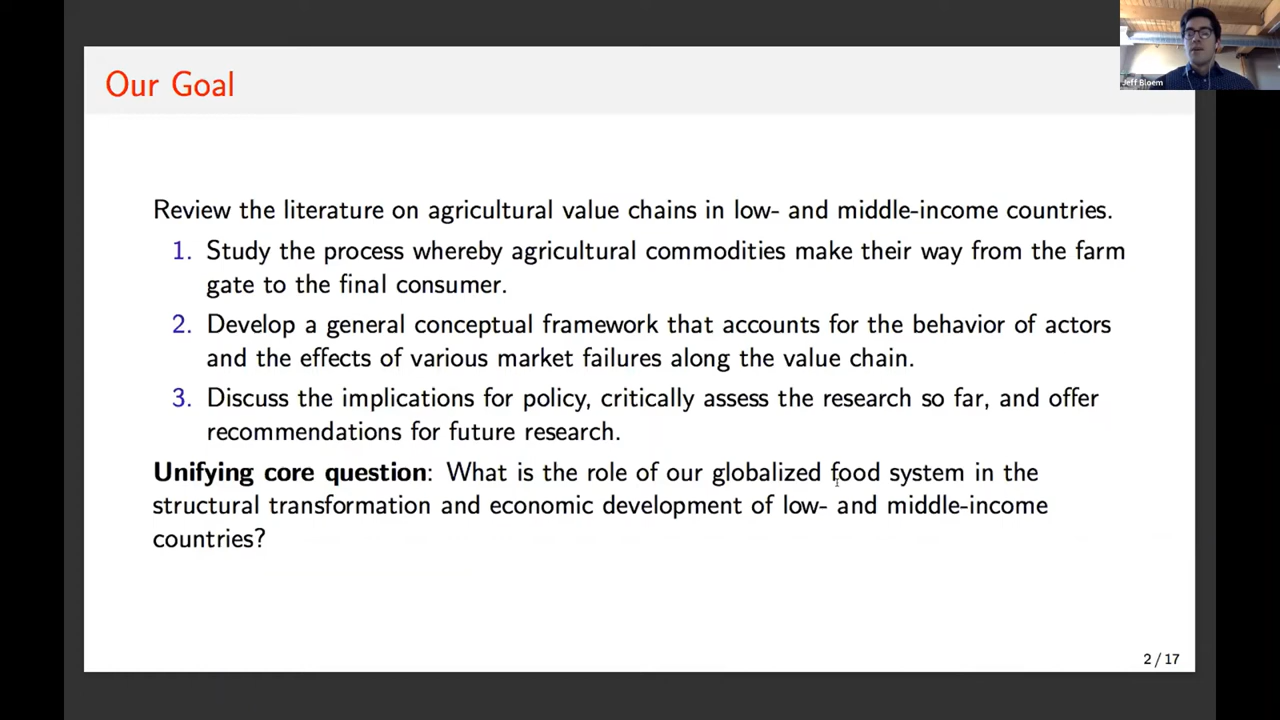 Jeff Bloem
Our Goal
Review the literature on agricultural value chains in low- and middle-income countries.
1. Study the process whereby agricultural commodities make their way from the farm
gate to the final consumer.
2. Develop a general conceptual framework that accounts for the behavior of actors
and the effects of various market failures along the value chain.
3. Discuss the implications for policy, critically assess the research so far, and offer
recommendations for future research.
Unifying core question: What is the role of our globalized food system in the
structural transformation and economic development of low- and middle-income
countries?
2 / 17